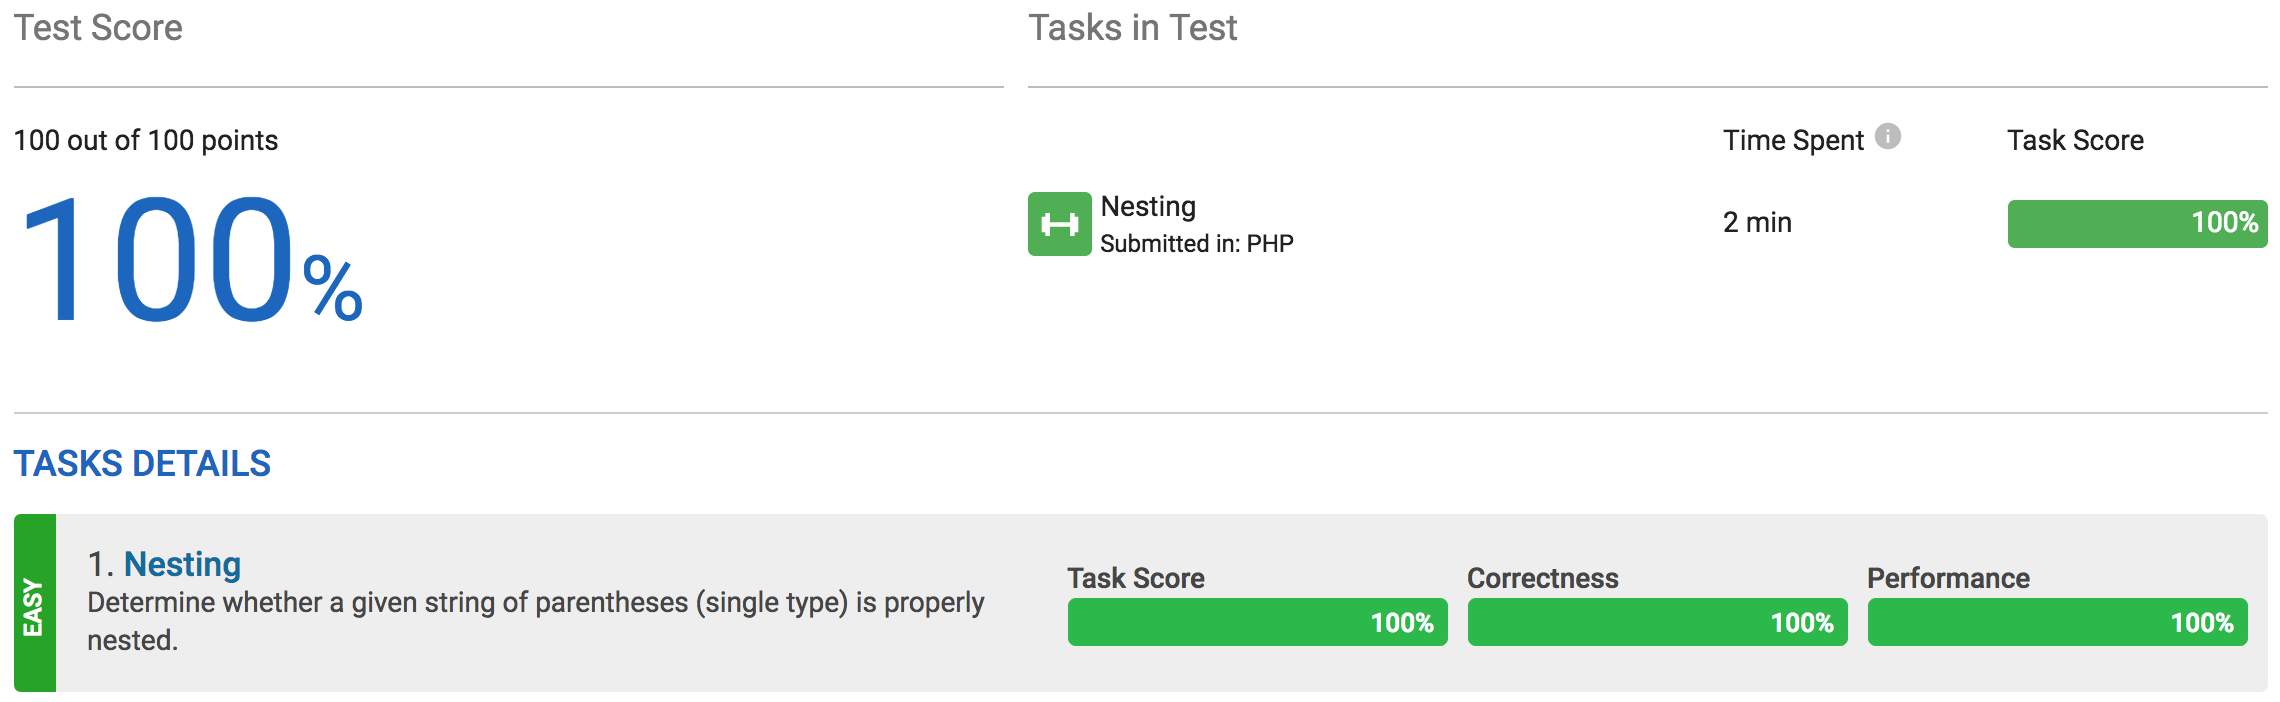 Test Score
100 out of 100 points
100%
Tasks in Test
Time Spent
Task Score
Nesting
Submitted in: PHP
2 min
100%
TASKS DETAILS
EASY
1. Nesting
Determine whether a given string of parentheses (single type) is properly
nested.
Task Score
100%
Correctness
100%
Performance
100%